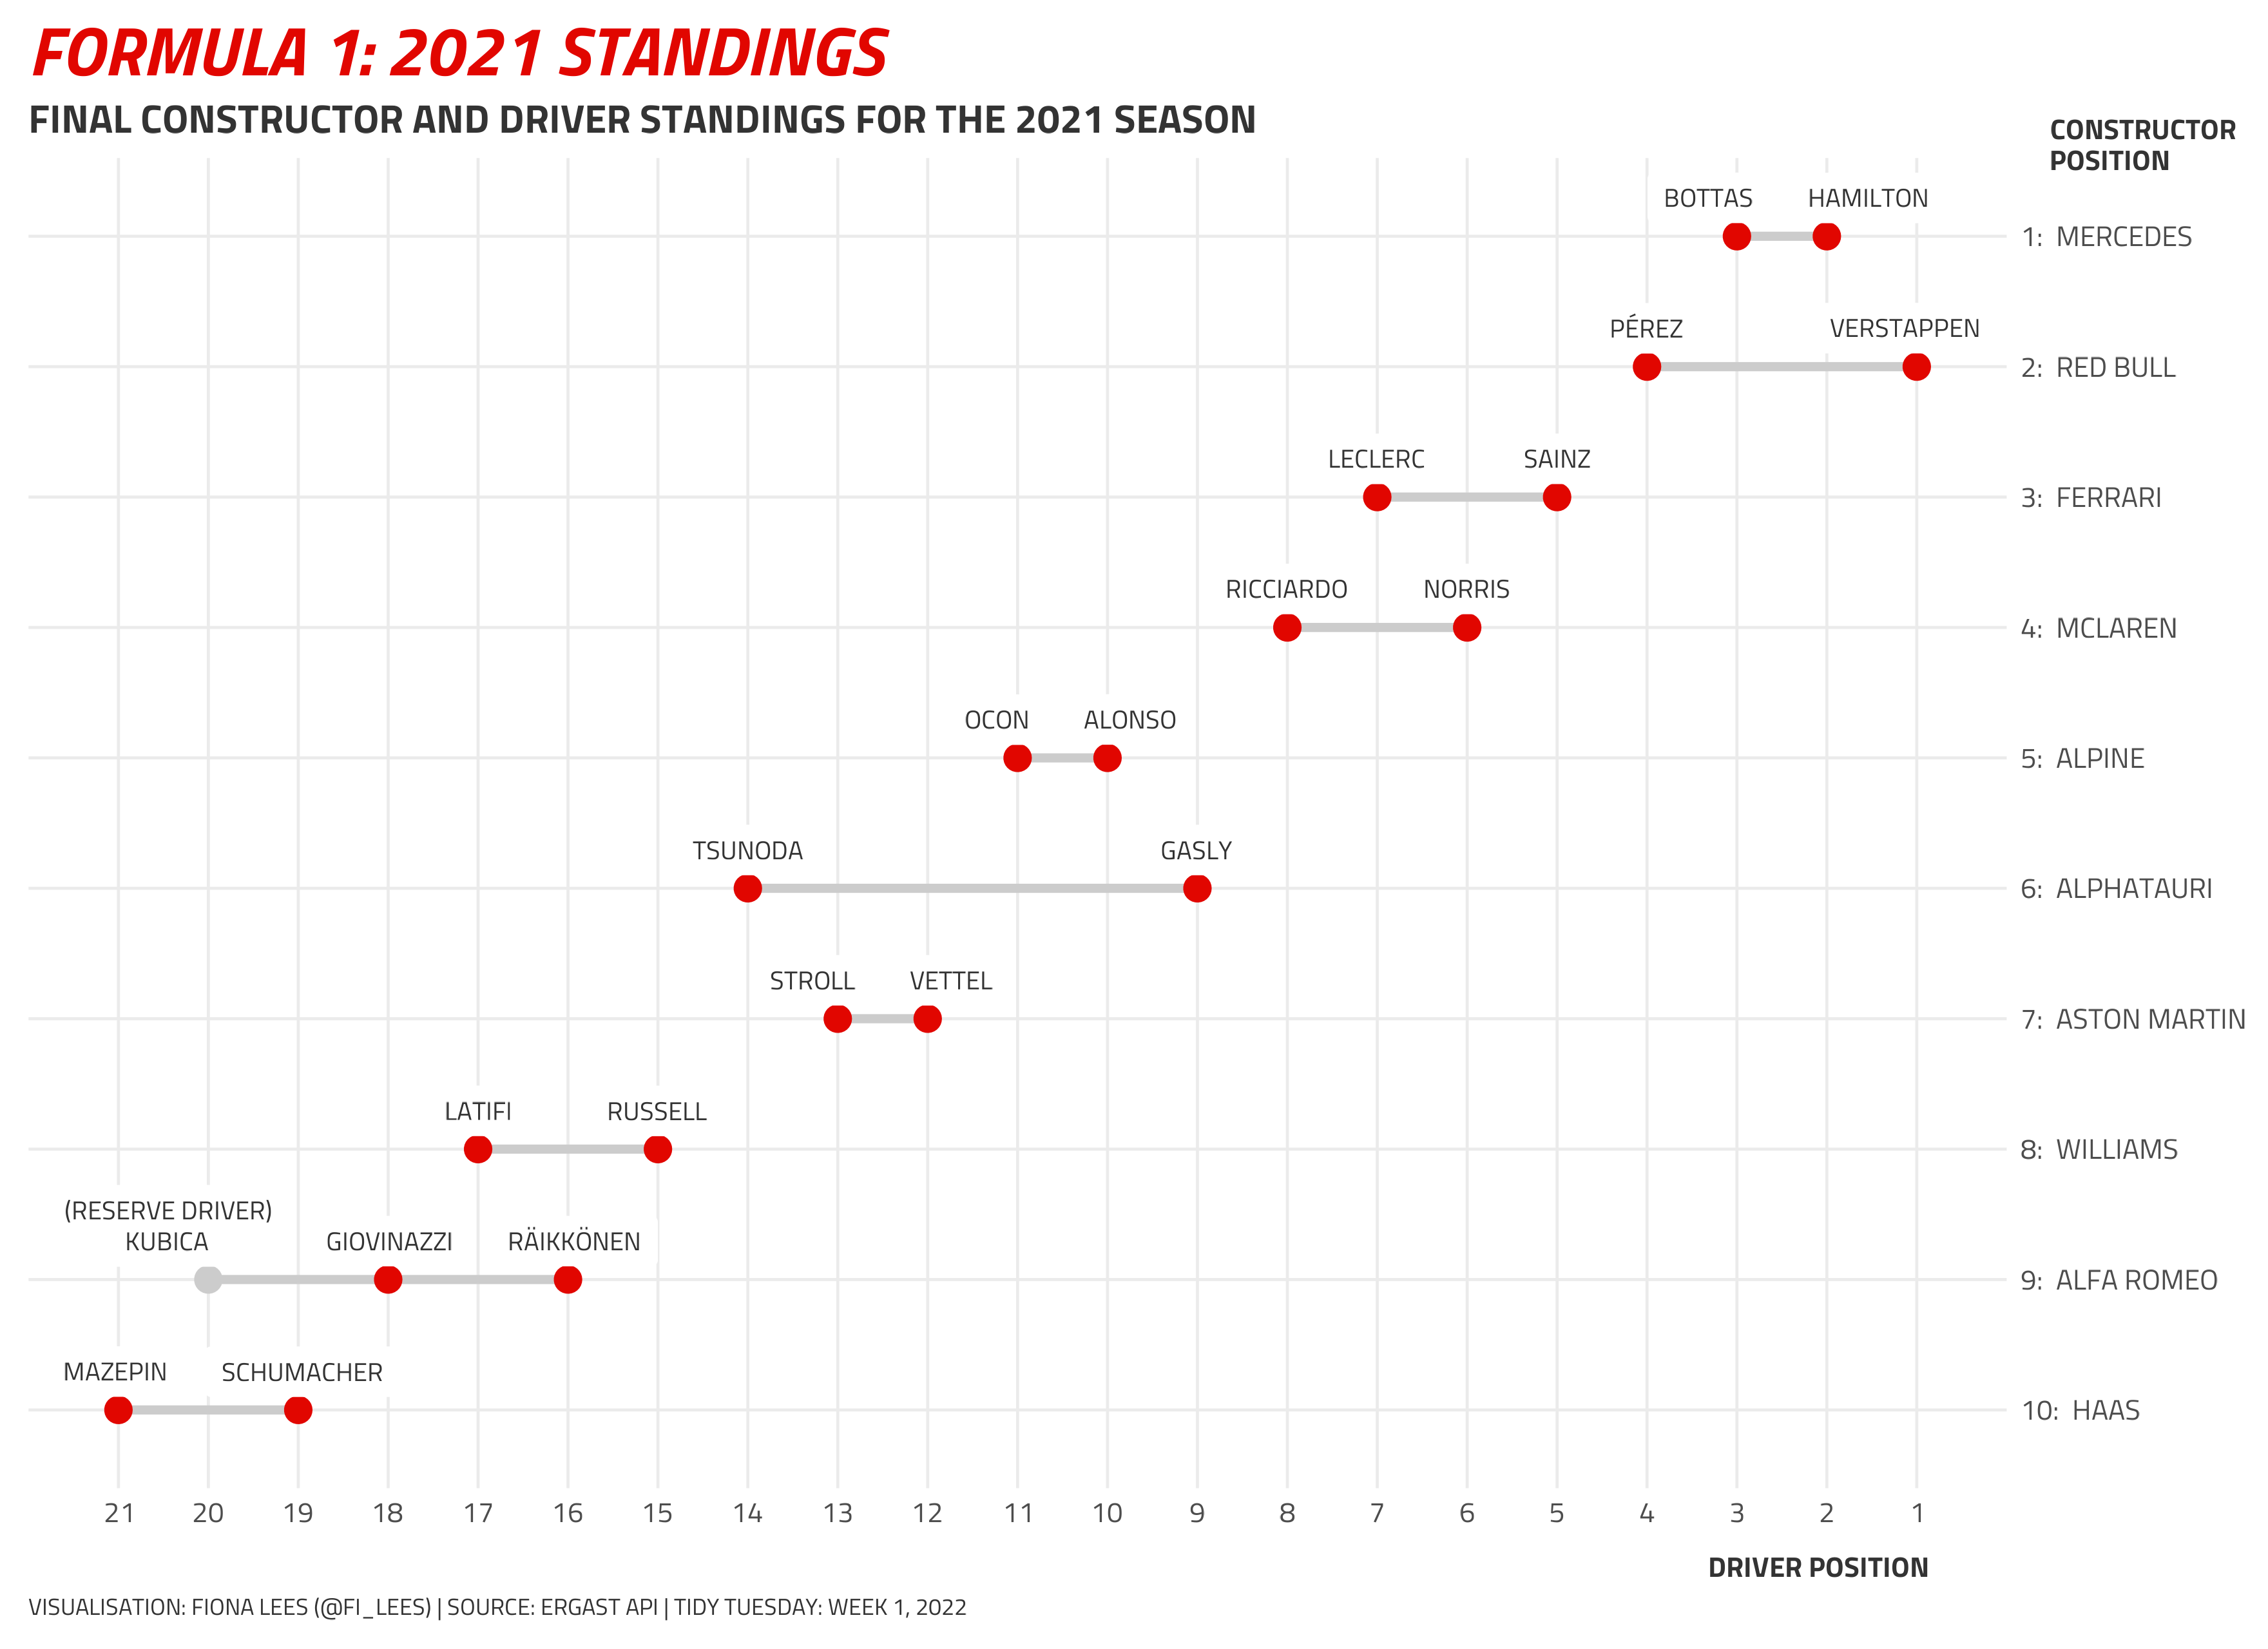 FORMULA 1: 2021 STANDINGS
FINAL CONSTRUCTOR AND DRIVER STANDINGS FOR THE 2021 SEASON
CONSTRUCTOR
POSITION
BOTTAS HAMILTON
1: MERCEDES
PÉREZ VERSTAPPEN
2: RED BULL
LECLERC SAINZ
3: FERRARI
RICCIARDO NORRIS
4: MCLAREN
OCON ALONSO
5: ALPINE
TSUNODA GASLY
6: ALPHATAURI
STROLL VETTEL
7: ASTON MARTIN
LATIFI RUSSELL
8: WILLIAMS
(RESERVE DRIVER)
KUBICA GIOVINAZZI RÄIKKÖNEN
9: ALFA ROMEO
MAZEPIN SCHUMACHER
10: HAAS
21 20 19 18 17 16 15 14 13 12 11 10 9 8 7 6 5 4 3 2 1
DRIVER POSITION
VISUALISATION: FIONA LEES (@FI_LEES) | SOURCE: ERGAST API | TIDY TUESDAY: WEEK 1, 2022